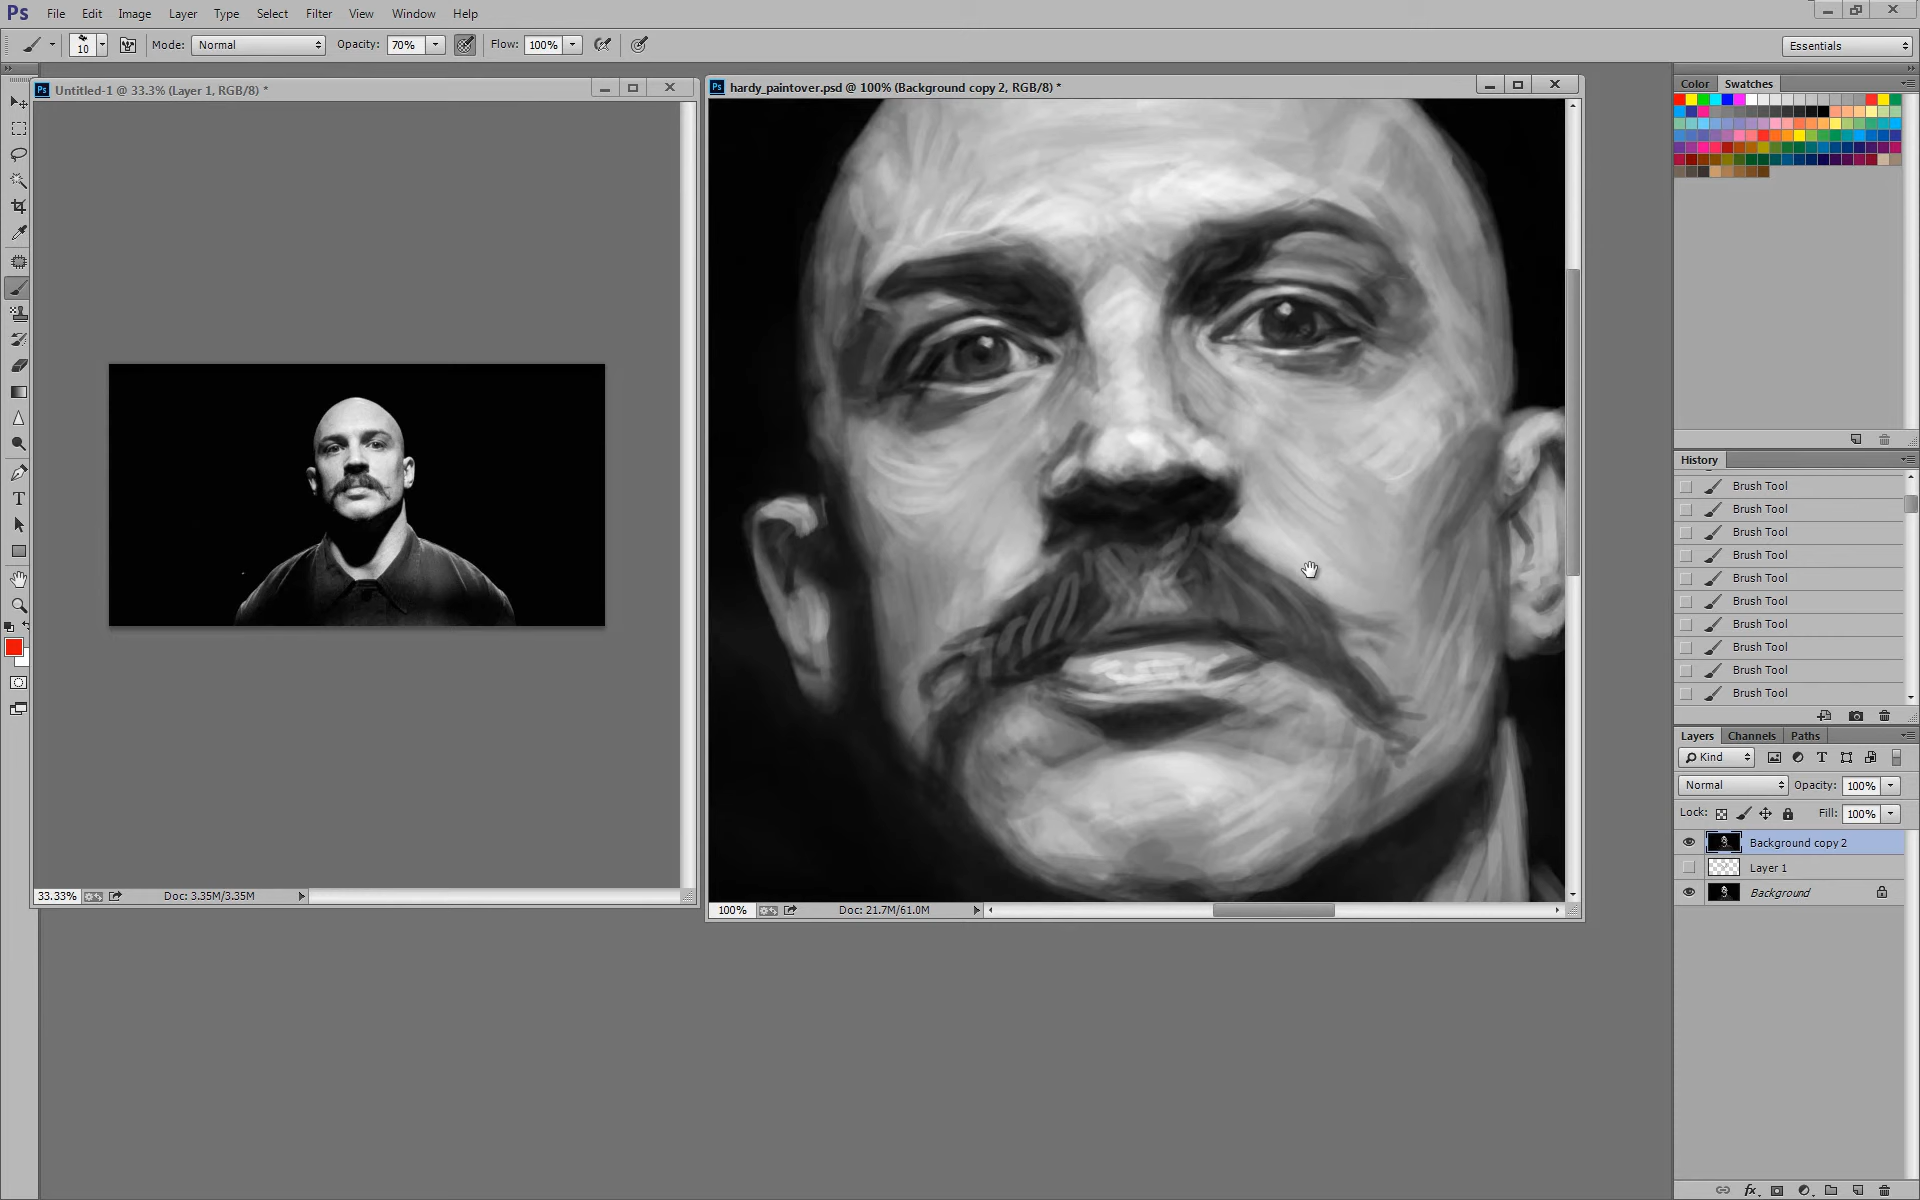 Ps File Edit Image Layer Type Select Filter View Window Help
10 Mode: Normal Opacity: 70% Flow: 100% Essentials
Ps Untitled-1 @ 33.3% (Layer 1, RGB/8) *
Ps hardy_paintover.psd @ 100% (Background copy 2, RGB/8) *
Color Swatches
History
Brush Tool
Brush Tool
Brush Tool
Brush Tool
Brush Tool
Brush Tool
Brush Tool
Brush Tool
Brush Tool
Brush Tool
Layers Channels Paths
Kind T
Normal Opacity: 100%
Lock: Fill: 100%
Background copy 2
Layer 1
Background
33.33% Doc: 3.35M/3.35M
100% Doc: 21.7M/61.0M
T
fx